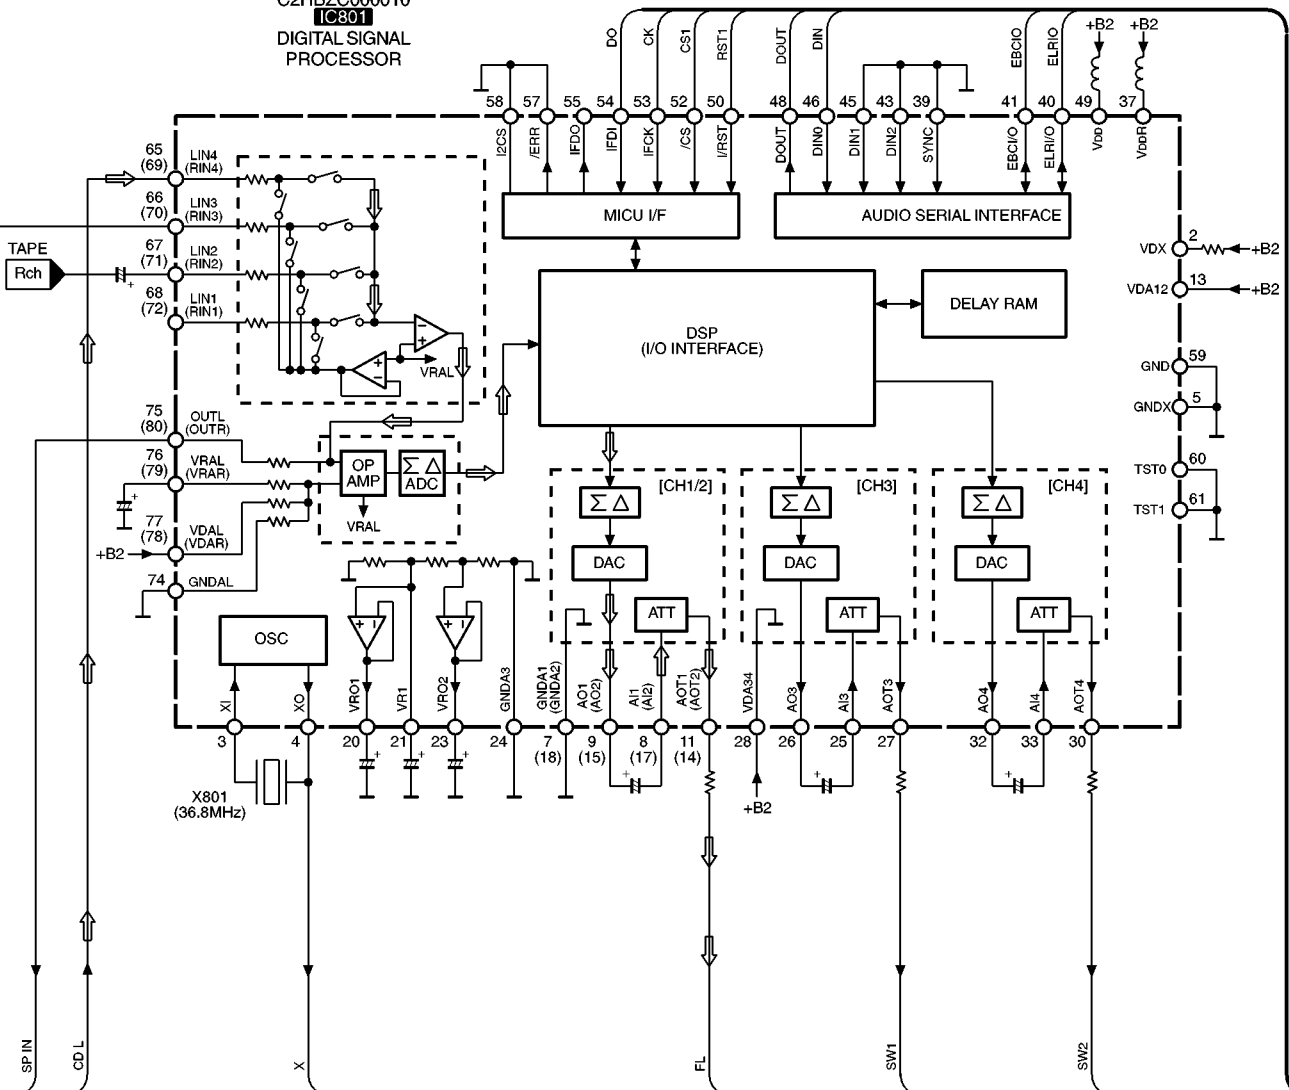 IC801
DIGITAL SIGNAL
PROCESSOR
DO
CK
CS1
RST1
DOUT
DIN
EBCIO
ELRIO
+B2
+B2
58
57
55
54
53
52
50
48
46
45
43
39
41
40
49
37
I2CS
/ERR
IFDO
IFDI
IFCK
/CS
I/RST
DOUT
DIN0
DIN1
DIN2
SYNC
EBCI/O
ELRI/O
VDD
VDDR
MICU I/F
AUDIO SERIAL INTERFACE
65
(69)
LIN4
(RIN4)
66
(70)
LIN3
(RIN3)
TAPE
Rch
+
67
(71)
LIN2
(RIN2)
68
(72)
LIN1
(RIN1)
−
+
+
−
VRAL
DSP
(I/O INTERFACE)
DELAY RAM
VDX
2
+B2
VDA12
13
+B2
GND
59
GNDX
5
TST0
60
TST1
61
75
(80)
OUTL
(OUTR)
76
(79)
VRAL
(VRAR)
+
77
(78)
VDAL
(VDAR)
+B2
74
GNDAL
OP
AMP
Σ Δ
ADC
VRAL
[CH1/2]
Σ Δ
DAC
ATT
[CH3]
Σ Δ
DAC
ATT
[CH4]
Σ Δ
DAC
ATT
OSC
+ −
+ −
XI
XO
VRO1
VR1
VRO2
GNDA3
GNDA1
(GNDA2)
AO1
(AO2)
AI1
(AI2)
AOT1
(AOT2)
VDA34
AO3
AI3
AOT3
AO4
AI4
AOT4
3
4
20
21
23
24
7
(18)
9
(15)
8
(17)
11
(14)
28
26
25
27
32
33
30
+
+
+
+
+
+
X801
(36.8MHz)
+B2
SP IN
CD L
X
FL
SW1
SW2